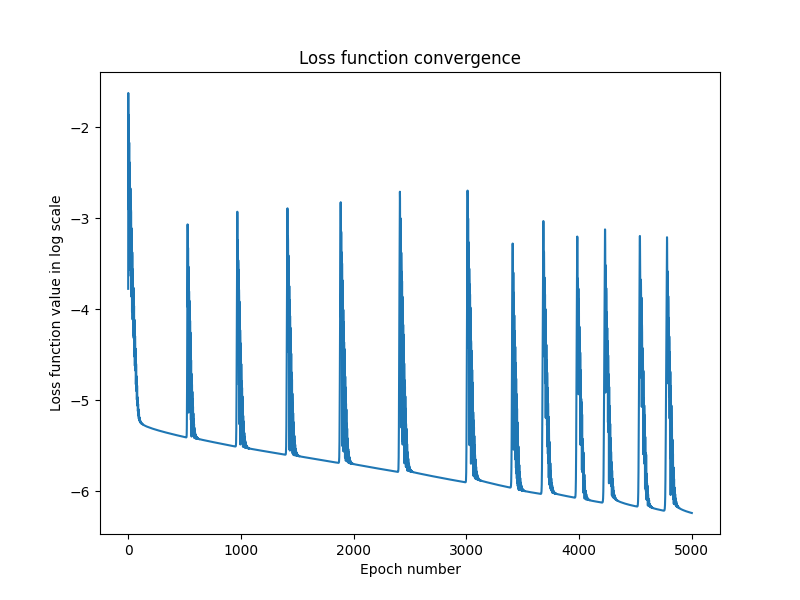 Loss function convergence
Loss function value in log scale
−2
−3
−4
−5
−6
0 1000 2000 3000 4000 5000
Epoch number